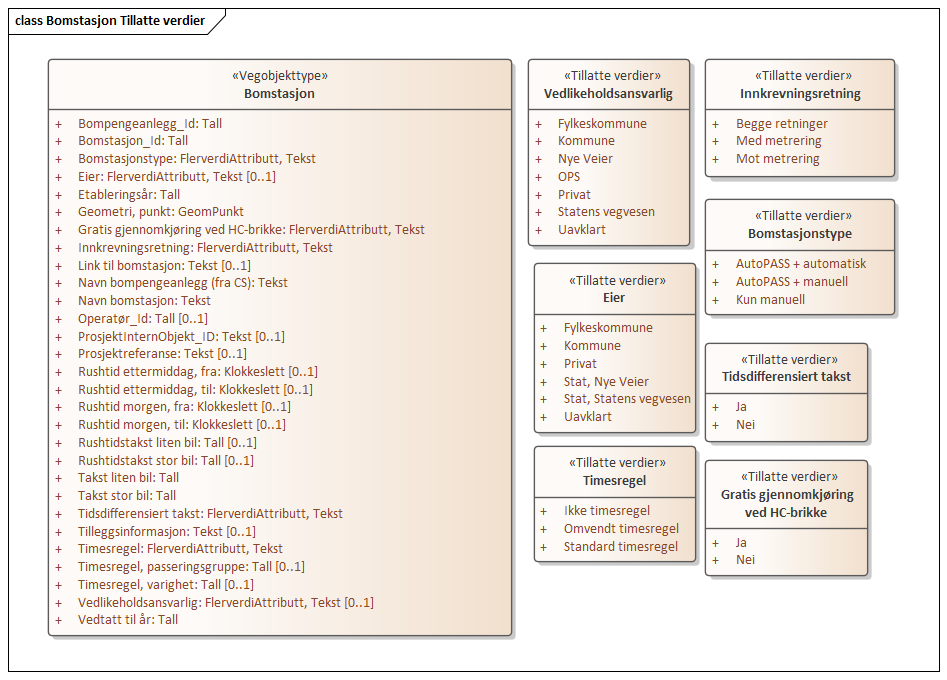 class Bomstasjon Tillatte verdier
«Vegobjekttype»
Bomstasjon
+ Bompengeanlegg_Id: Tall
+ Bomstasjon_Id: Tall
+ Bomstasjonstype: FlerverdiAttributt, Tekst
+ Eier: FlerverdiAttributt, Tekst [0..1]
+ Etableringsår: Tall
+ Geometri, punkt: GeomPunkt
+ Gratis gjennomkjøring ved HC-brikke: FlerverdiAttributt, Tekst
+ Innkrevningsretning: FlerverdiAttributt, Tekst
+ Link til bomstasjon: Tekst [0..1]
+ Navn bompengeanlegg (fra CS): Tekst
+ Navn bomstasjon: Tekst
+ Operatør_Id: Tall [0..1]
+ ProsjektInternObjekt_ID: Tekst [0..1]
+ Prosjektreferanse: Tekst [0..1]
+ Rushtid ettermiddag, fra: Klokkeslett [0..1]
+ Rushtid ettermiddag, til: Klokkeslett [0..1]
+ Rushtid morgen, fra: Klokkeslett [0..1]
+ Rushtid morgen, til: Klokkeslett [0..1]
+ Rushtidstakst liten bil: Tall [0..1]
+ Rushtidstakst stor bil: Tall [0..1]
+ Takst liten bil: Tall
+ Takst stor bil: Tall
+ Tidsdifferensiert takst: FlerverdiAttributt, Tekst
+ Tilleggsinformasjon: Tekst [0..1]
+ Timesregel: FlerverdiAttributt, Tekst
+ Timesregel, passeringsgruppe: Tall [0..1]
+ Timesregel, varighet: Tall [0..1]
+ Vedlikeholdsansvarlig: FlerverdiAttributt, Tekst [0..1]
+ Vedtatt til år: Tall
«Tillatte verdier»
Vedlikeholdsansvarlig
+ Fylkeskommune
+ Kommune
+ Nye Veier
+ OPS
+ Privat
+ Statens vegvesen
+ Uavklart
«Tillatte verdier»
Eier
+ Fylkeskommune
+ Kommune
+ Privat
+ Stat, Nye Veier
+ Stat, Statens vegvesen
+ Uavklart
«Tillatte verdier»
Timesregel
+ Ikke timesregel
+ Omvendt timesregel
+ Standard timesregel
«Tillatte verdier»
Innkrevningsretning
+ Begge retninger
+ Med metrering
+ Mot metrering
«Tillatte verdier»
Bomstasjonstype
+ AutoPASS + automatisk
+ AutoPASS + manuell
+ Kun manuell
«Tillatte verdier»
Tidsdifferensiert takst
+ Ja
+ Nei
«Tillatte verdier»
Gratis gjennomkjøring
ved HC-brikke
+ Ja
+ Nei